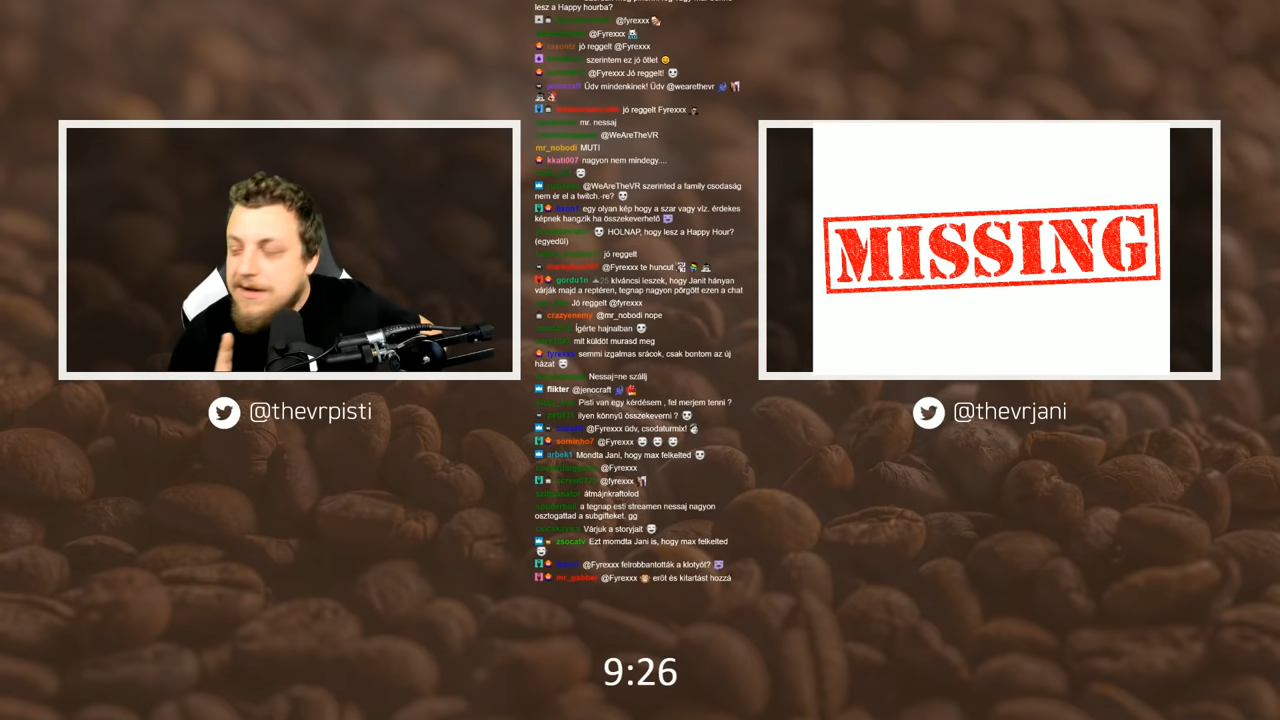 lesz a Happy hourba?
@fyrexxx
@Fyrexxx
jó reggelt @Fyrexxx
szerintem ez jó ötlet
@Fyrexxx Jó reggelt!
Üdv mindenkinek! Üdv @wearethevr
jó reggelt Fyrexxx
mr. nessaj
@WeAreTheVR
mr_nobodi MUTI
kkati007 nagyon nem mindegy....
@WeAreTheVR szerinted a family csodaság
nem ér el a twitch.-re?
egy olyan kép hogy a szar vagy víz. érdekes
képnek hangzik ha összekeverhető
HOLNAP, hogy lesz a Happy Hour?
(egyedül)
jó reggelt
@Fyrexxx te huncut
gordu1n 25 kíváncsi leszek, hogy Janit hányan
várják majd a reptéren, tegnap nagyon pörgött ezen a chat
Jó reggelt @fyrexxx
crazyenemy @mr_nobodi nope
Ígérte hajnalban
mit küldöt murasd meg
fyrexxx semmi izgalmas srácok, csak bontom az új
házat
Nessaj=ne szállj
flikter @jenocraft
Pisti van egy kérdésem , fel merjem tenni ?
ilyen könnyű összekeverni ?
@Fyrexxx üdv, csodaturmix!
sominho7 @Fyrexxx
arbek1 Mondta Jani, hogy max felkelted
@Fyrexxx
@fyrexxx
átmájnkraftolod
a tegnap esti streamen nessaj nagyon
osztogattad a subgifteket. gg
Várjuk a storyjait
zsocatv Ezt momdta Jani is, hogy max felkelted
@Fyrexxx felrobbantották a klotyót?
mr_gabbel @Fyrexxx erőt és kitartást hozzá
MISSING
@thevrpisti
@thevrjani
9:26